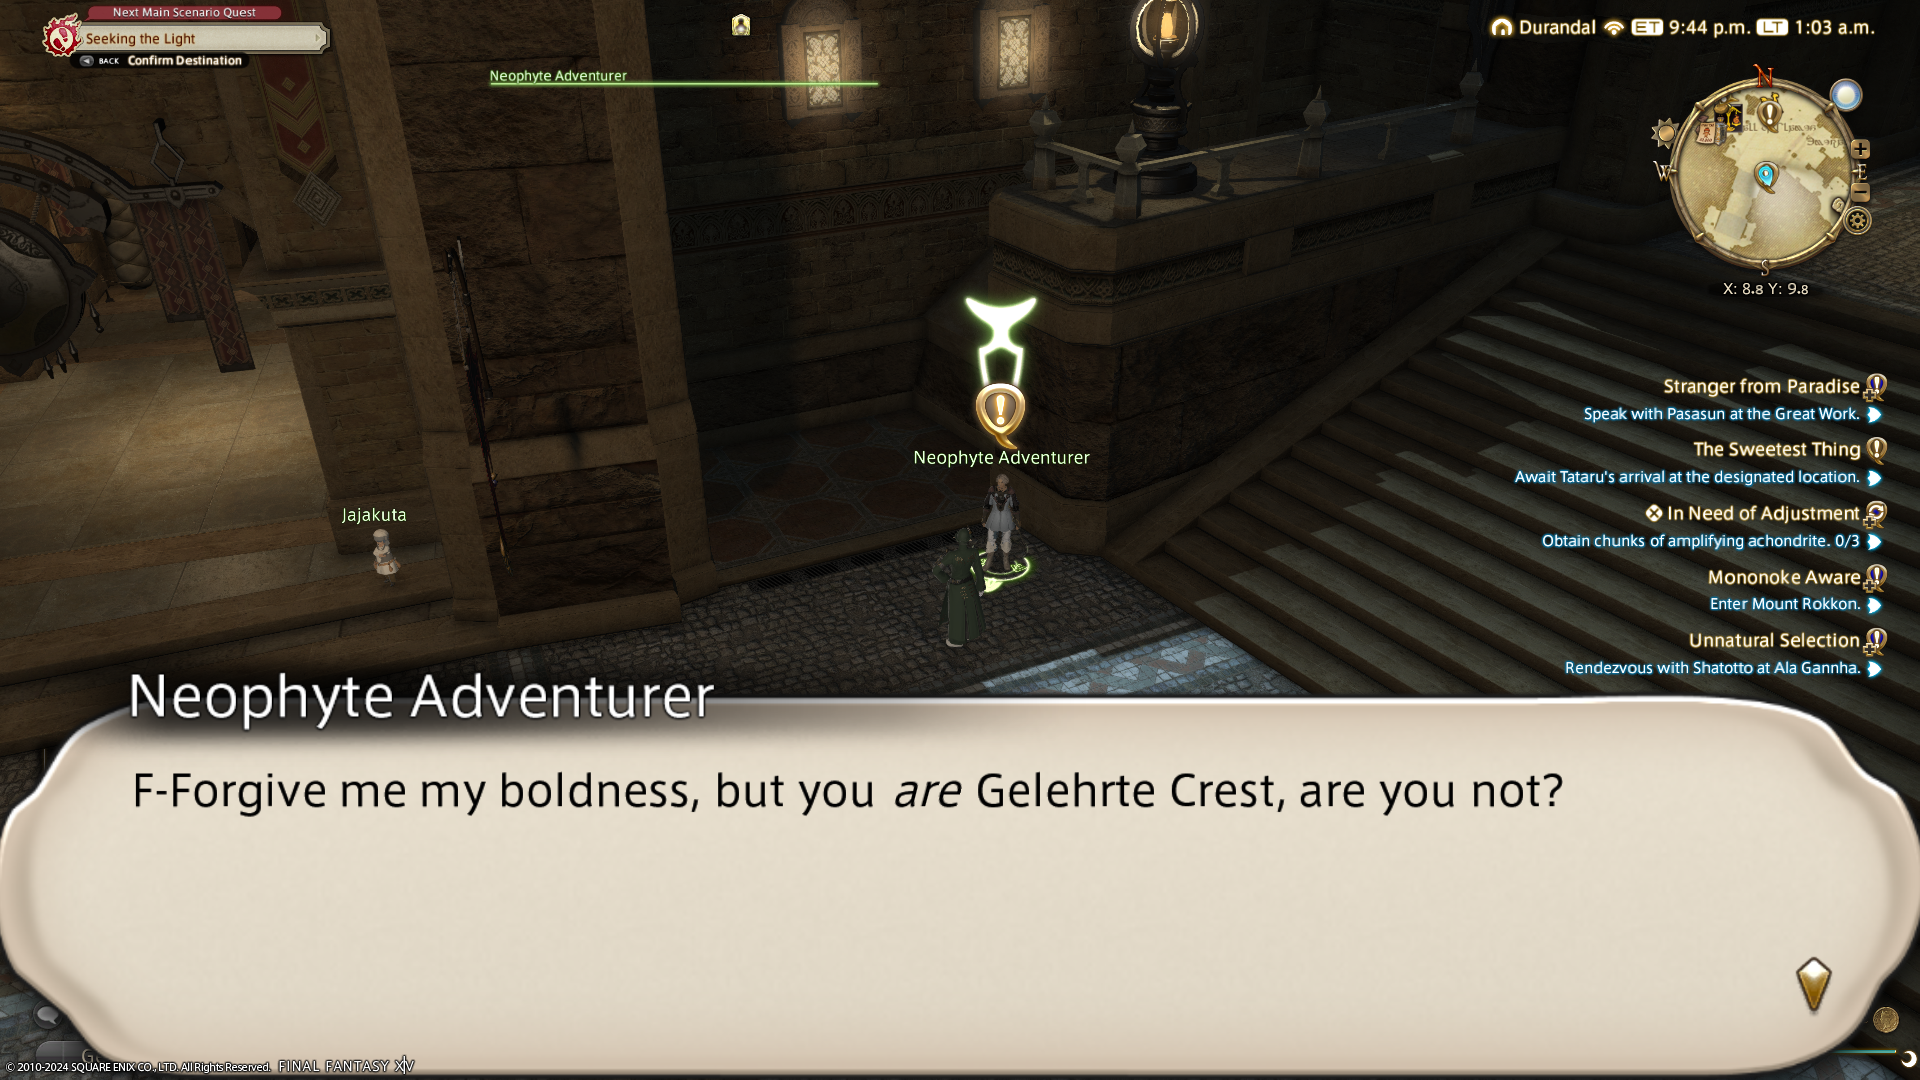 Next Main Scenario Quest
Seeking the Light
BACK Confirm Destination
Neophyte Adventurer
Durandal ET 9:44 p.m. LT 1:03 a.m.
N
W
E
S
X: 8.8 Y: 9.8
Stranger from Paradise
Speak with Pasasun at the Great Work.
The Sweetest Thing
Await Tataru's arrival at the designated location.
In Need of Adjustment
Obtain chunks of amplifying achondrite. 0/3
Mononoke Aware
Enter Mount Rokkon.
Unnatural Selection
Rendezvous with Shatotto at Ala Gannha.
Neophyte Adventurer
Jajakuta
Neophyte Adventurer
F-Forgive me my boldness, but you are Gelehrte Crest, are you not?
© 2010-2024 SQUARE ENIX CO., LTD. All Rights Reserved. FINAL FANTASY XIV